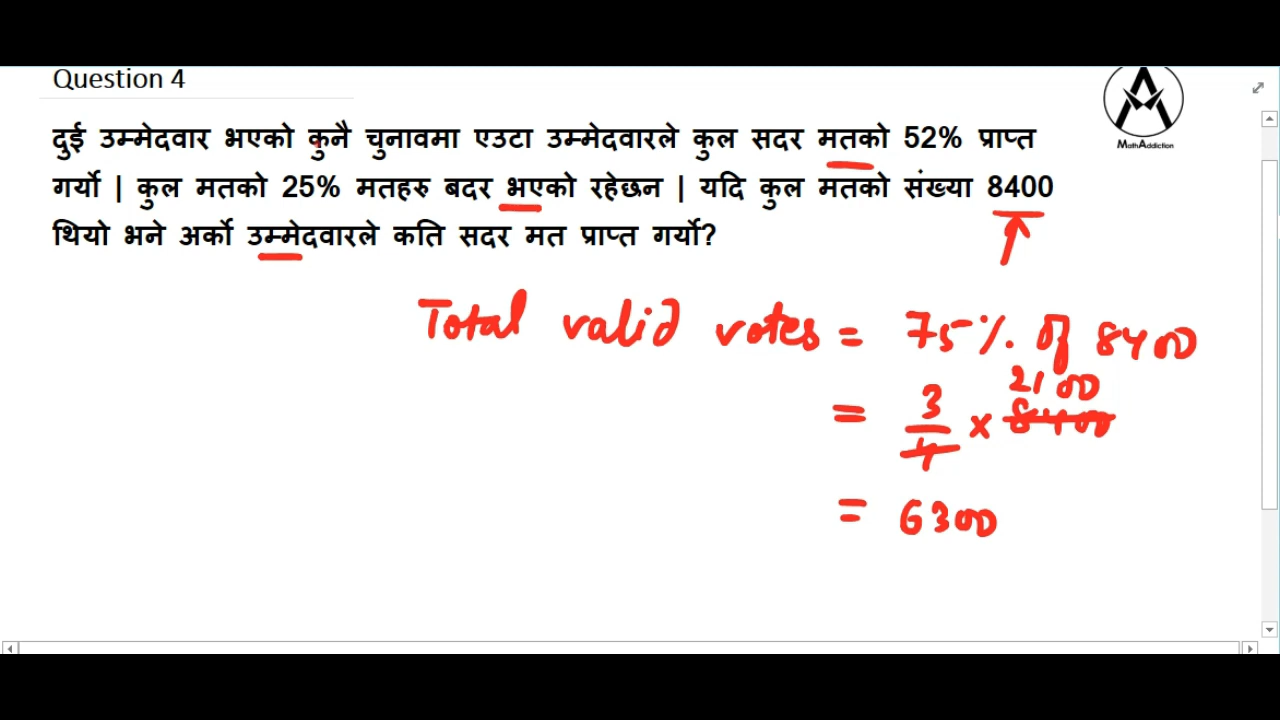 Question 4
MathAddiction
दुई उम्मेदवार भएको कुनै चुनावमा एउटा उम्मेदवारले कुल सदर मतको 52% प्राप्त
गर्यो | कुल मतको 25% मतहरु बदर भएको रहेछन | यदि कुल मतको संख्या 8400
थियो भने अर्को उम्मेदवारले कति सदर मत प्राप्त गर्यो?
Total valid votes = 75% of 8400
= 3/4 × 8400 2100
= 6300